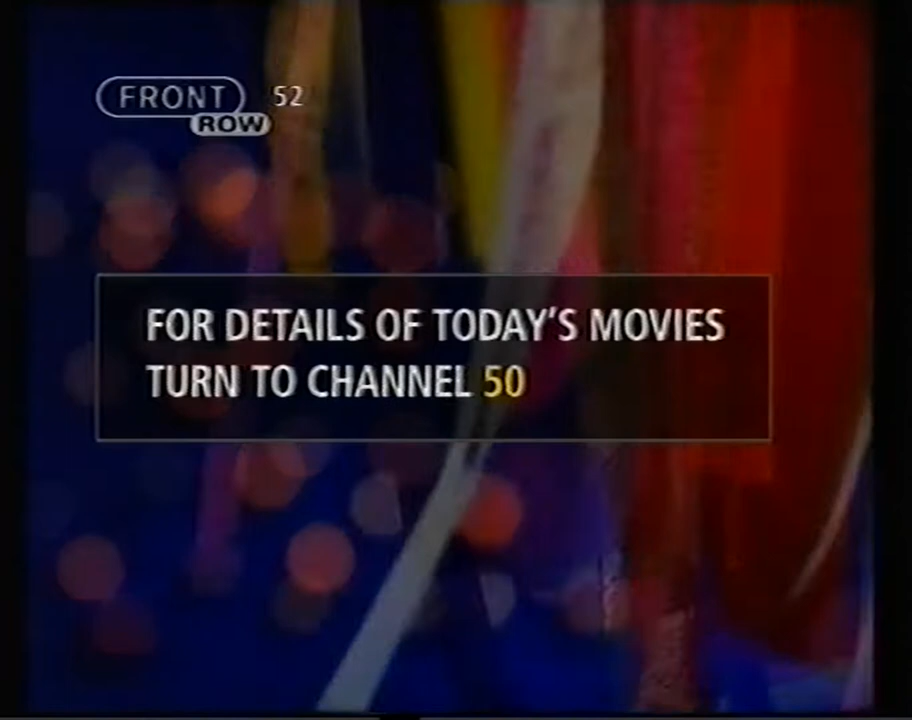 FRONT 52
ROW
FOR DETAILS OF TODAY'S MOVIES
TURN TO CHANNEL 50